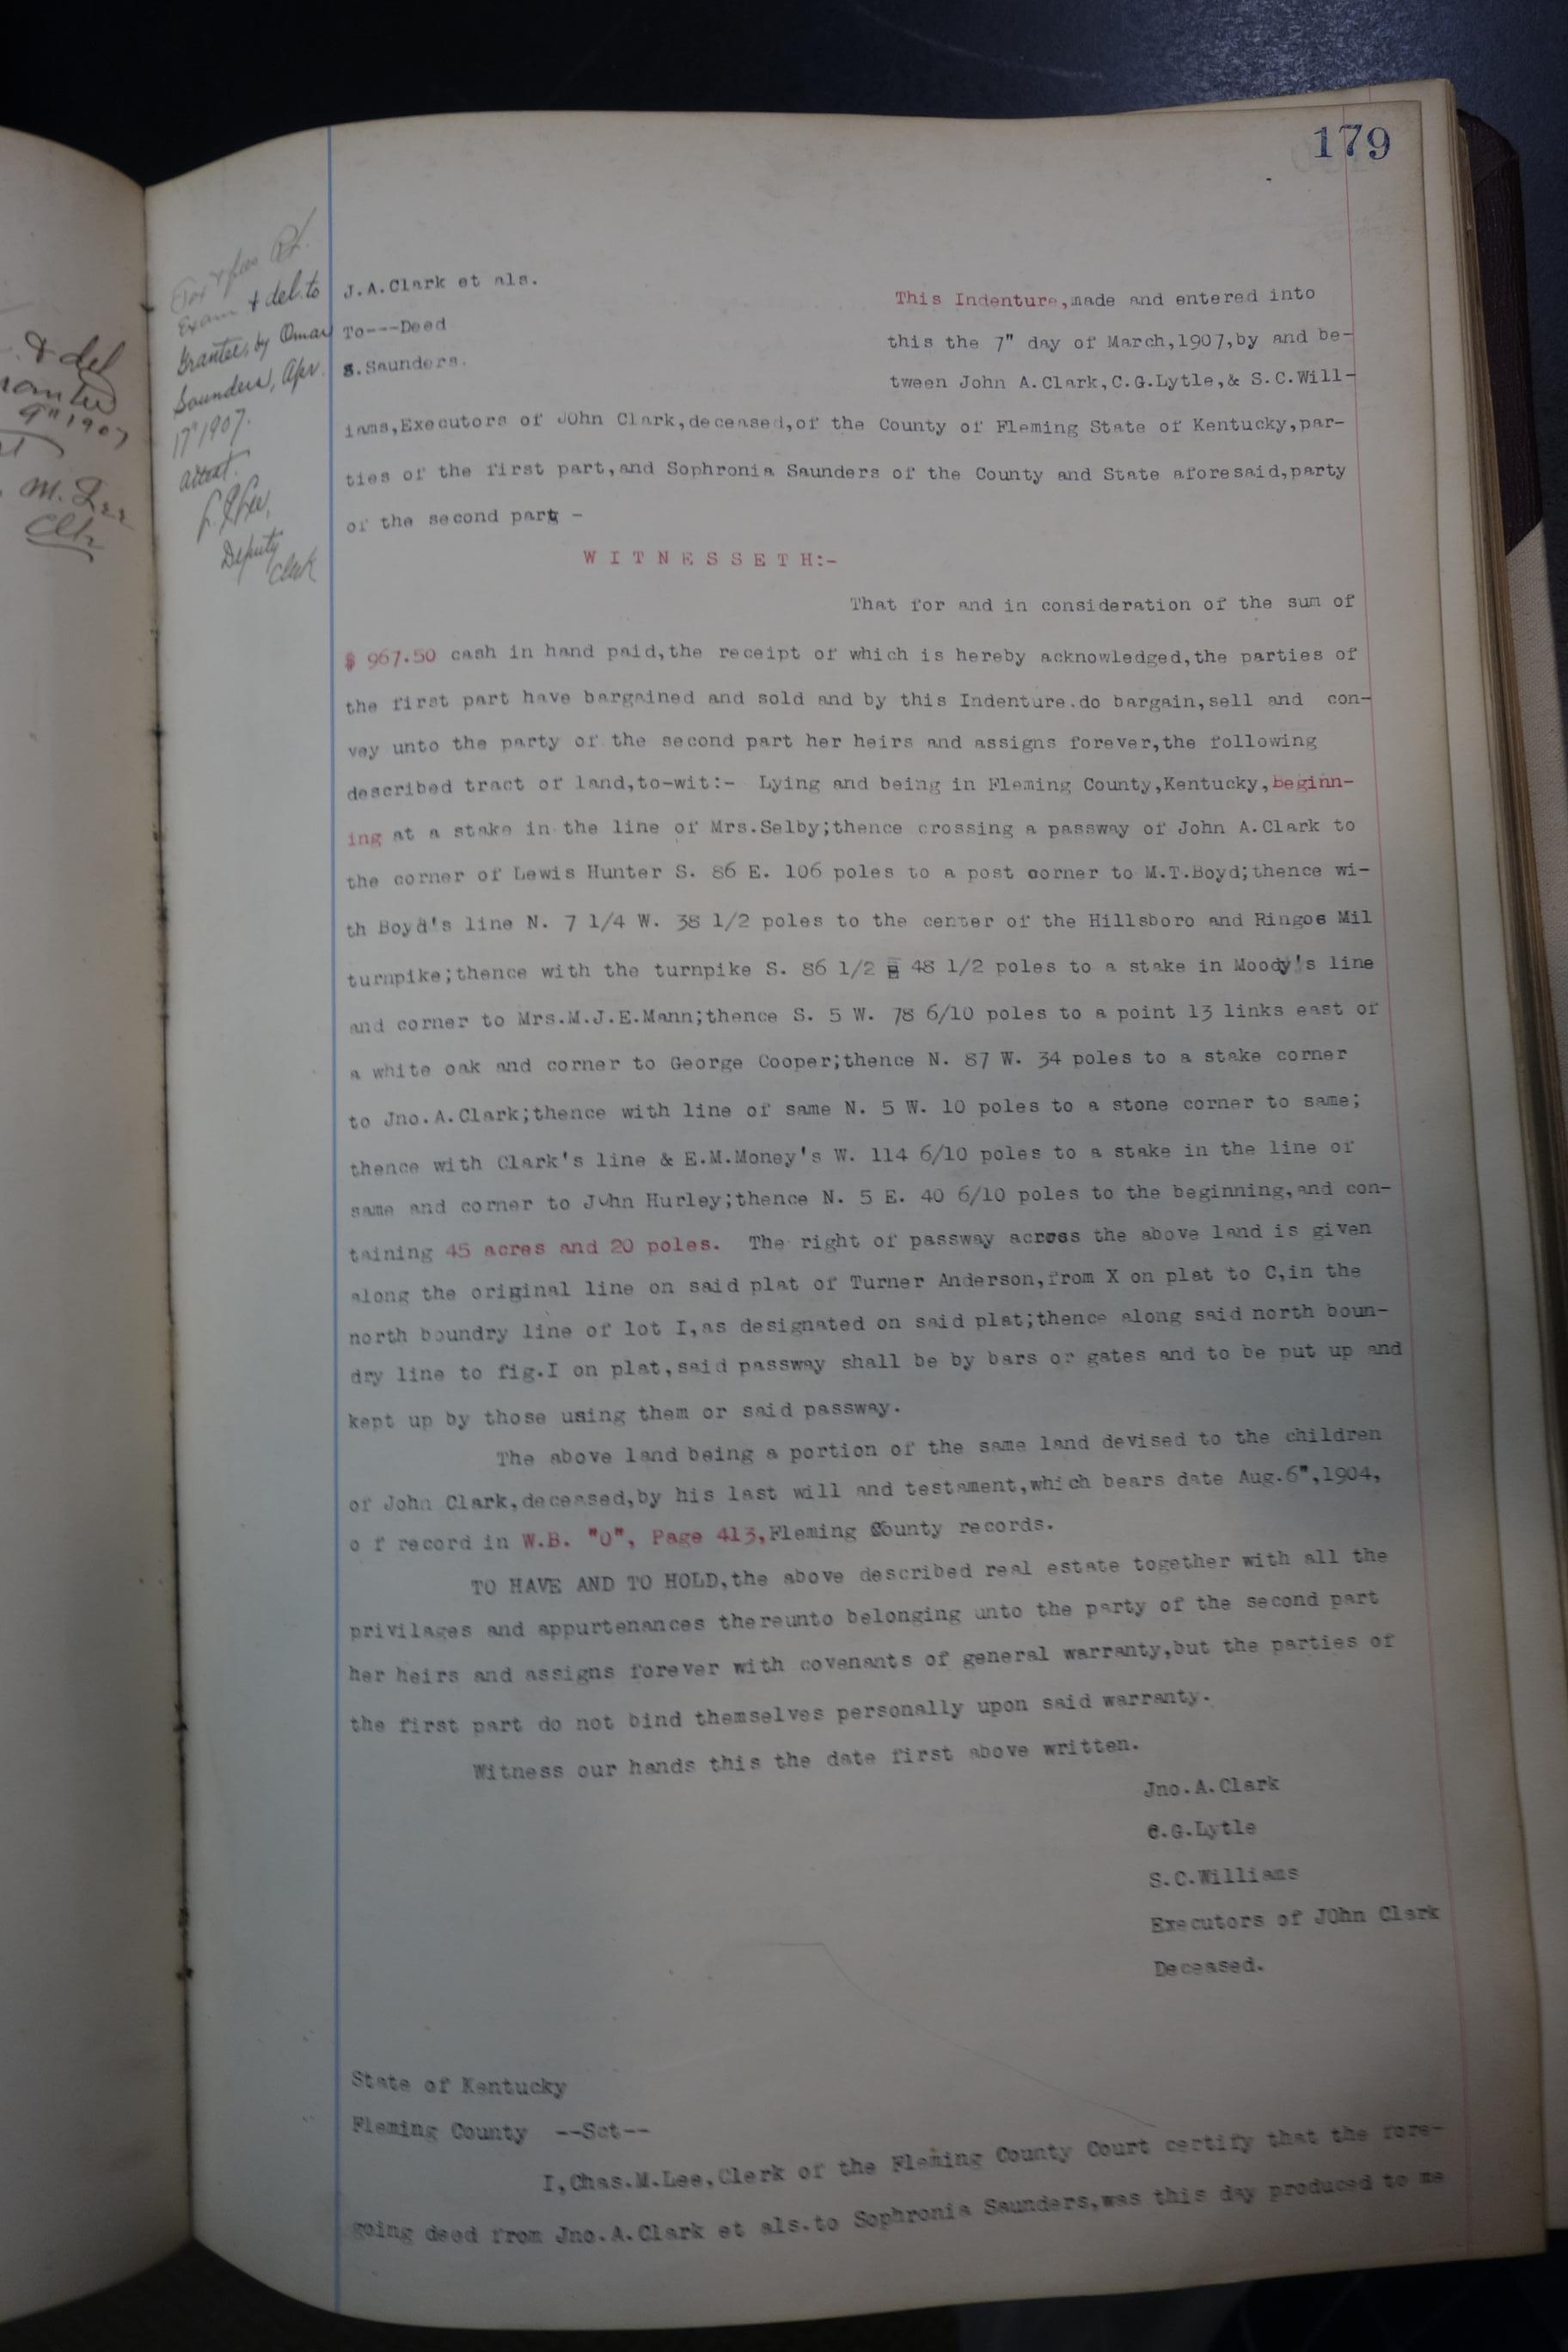 179
& del
9" 1907
M. Lee
Clk
Exam & del. to
Grantee, by Omar
Saunders, Apr.
17" 1907.
Attest.
Deputy
Clerk
J.A.Clark et als.
To---Deed
S.Saunders.
This Indenture,made and entered into
this the 7" day of March,1907,by and be-
tween John A.Clark,C.G.Lytle,& S.C.Will-
iams,Executors of JOhn Clark,deceased,of the County of Fleming State of Kentucky,par-
ties of the first part,and Sophronia Saunders of the County and State aforesaid,party
of the second part -
W I T N E S S E T H:-
That for and in consideration of the sum of
$ 967.50 cash in hand paid,the receipt of which is hereby acknowledged,the parties of
the first part have bargained and sold and by this Indenture.do bargain,sell and con-
vey unto the party of the second part her heirs and assigns forever,the following
described tract of land,to-wit:- Lying and being in Fleming County,Kentucky,beginn-
ing at a stake in the line of Mrs.Selby;thence crossing a passway of John A.Clark to
the corner of Lewis Hunter S. 86 E. 106 poles to a post corner to M.T.Boyd;thence wi-
th Boyd's line N. 7 1/4 W. 38 1/2 poles to the center of the Hillsboro and Ringos Mil
turnpike;thence with the turnpike S. 86 1/2 E 48 1/2 poles to a stake in Moody's line
and corner to Mrs.M.J.E.Mann;thence S. 5 W. 78 6/10 poles to a point 13 links east of
a white oak and corner to George Cooper;thence N. 87 W. 34 poles to a stake corner
to Jno.A.Clark;thence with line of same N. 5 W. 10 poles to a stone corner to same;
thence with Clark's line & E.M.Money's W. 114 6/10 poles to a stake in the line of
same and corner to John Hurley;thence N. 5 E. 40 6/10 poles to the beginning,and con-
taining 45 acres and 20 poles. The right of passway across the above land is given
along the original line on said plat of Turner Anderson,from X on plat to C,in the
north boundry line of lot I,as designated on said plat;thence along said north boun-
dry line to fig.I on plat,said passway shall be by bars or gates and to be put up and
kept up by those using them or said passway.
The above land being a portion of the same land devised to the children
of John Clark,deceased,by his last will and testament,which bears date Aug.6",1904,
o f record in W.B. "O", Page 413,Fleming County records.
TO HAVE AND TO HOLD,the above described real estate together with all the
privilages and appurtenances thereunto belonging unto the party of the second part
her heirs and assigns forever with covenants of general warranty,but the parties of
the first part do not bind themselves personally upon said warranty.
Witness our hands this the date first above written.
Jno.A.Clark
C.G.Lytle
S.C.Williams
Executors of JOhn Clark
Deceased.
State of Kentucky
Fleming County --Sct--
I,Chas.M.Lee,Clerk of the Fleming County Court certify that the fore-
going deed from Jno.A.Clark et als.to Sophronia Saunders,was this day produced to me